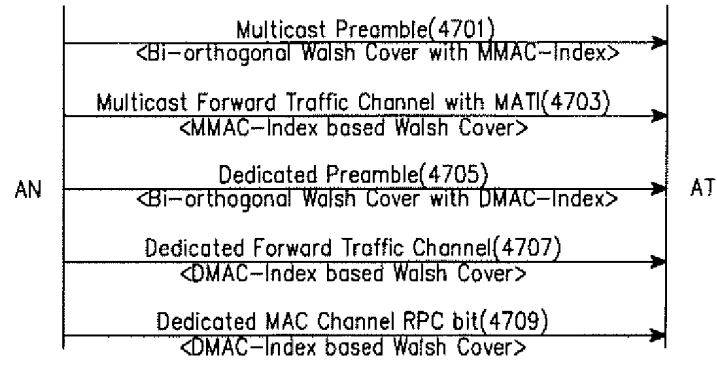 Multicast Preamble(4701)
<Bi-orthogonal Walsh Cover with MMAC-Index>
Multicast Forward Traffic Channel with MATI(4703)
<MMAC-Index based Walsh Cover>
Dedicated Preamble(4705)
AN
AT
<Bi-orthogonal Walsh Cover with DMAC-Index>
Dedicated Forward Traffic Channel(4707)
<DMAC-Index based Walsh Cover>
Dedicated MAC Channel RPC bit(4709)
<DMAC-Index based Walsh Cover>